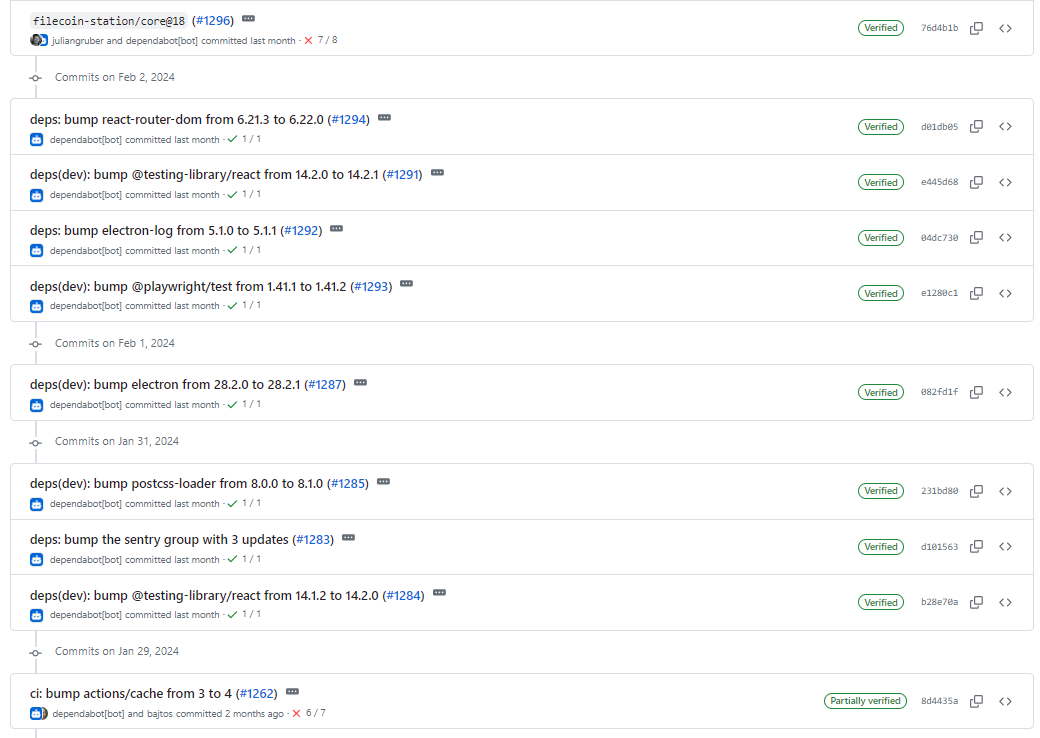 filecoin-station/core@18 (#1296)
juliangruber and dependabot[bot] committed last month · 7 / 8
Verified 76d4b1b
Commits on Feb 2, 2024
deps: bump react-router-dom from 6.21.3 to 6.22.0 (#1294)
dependabot[bot] committed last month · 1 / 1
Verified d01db05
deps(dev): bump @testing-library/react from 14.2.0 to 14.2.1 (#1291)
dependabot[bot] committed last month · 1 / 1
Verified e445d68
deps: bump electron-log from 5.1.0 to 5.1.1 (#1292)
dependabot[bot] committed last month · 1 / 1
Verified 04dc730
deps(dev): bump @playwright/test from 1.41.1 to 1.41.2 (#1293)
dependabot[bot] committed last month · 1 / 1
Verified e1280c1
Commits on Feb 1, 2024
deps(dev): bump electron from 28.2.0 to 28.2.1 (#1287)
dependabot[bot] committed last month · 1 / 1
Verified 082fd1f
Commits on Jan 31, 2024
deps(dev): bump postcss-loader from 8.0.0 to 8.1.0 (#1285)
dependabot[bot] committed last month · 1 / 1
Verified 231bd80
deps: bump the sentry group with 3 updates (#1283)
dependabot[bot] committed last month · 1 / 1
Verified d101563
deps(dev): bump @testing-library/react from 14.1.2 to 14.2.0 (#1284)
dependabot[bot] committed last month · 1 / 1
Verified b28e70a
Commits on Jan 29, 2024
ci: bump actions/cache from 3 to 4 (#1262)
dependabot[bot] and bajtos committed 2 months ago · 6 / 7
Partially verified 8d4435a